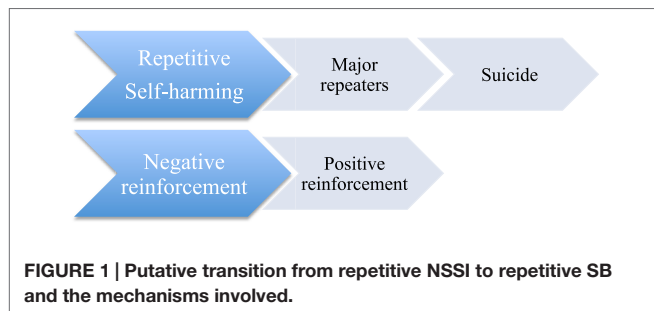 Repetitive
Self-harming
Major
repeaters
Suicide
Negative
reinforcement
Positive
reinforcement
FIGURE 1 | Putative transition from repetitive NSSI to repetitive SB
and the mechanisms involved.